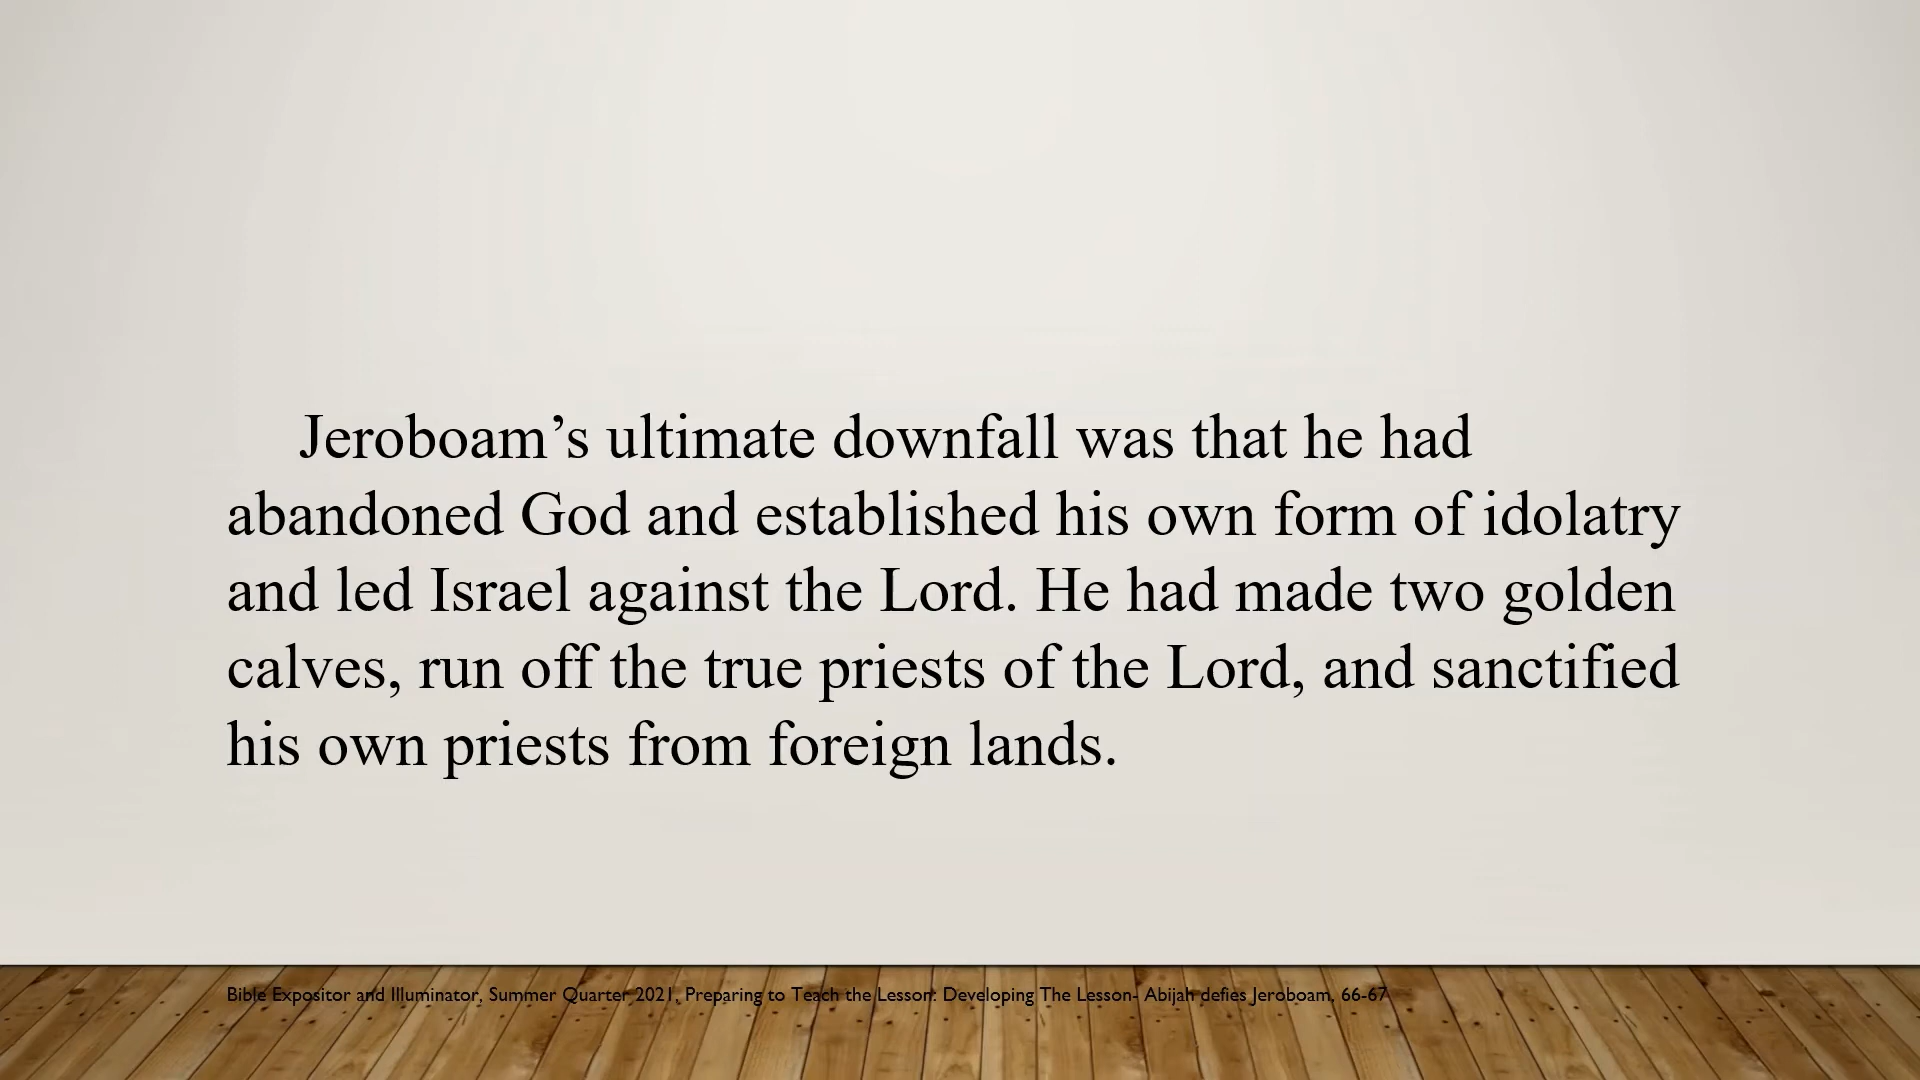 Jeroboam’s ultimate downfall was that he had
abandoned God and established his own form of idolatry
and led Israel against the Lord. He had made two golden
calves, run off the true priests of the Lord, and sanctified
his own priests from foreign lands.
Bible Expositor and Illuminator, Summer Quarter 2021, Preparing to Teach the Lesson: Developing The Lesson- Abijah defies Jeroboam, 66-67